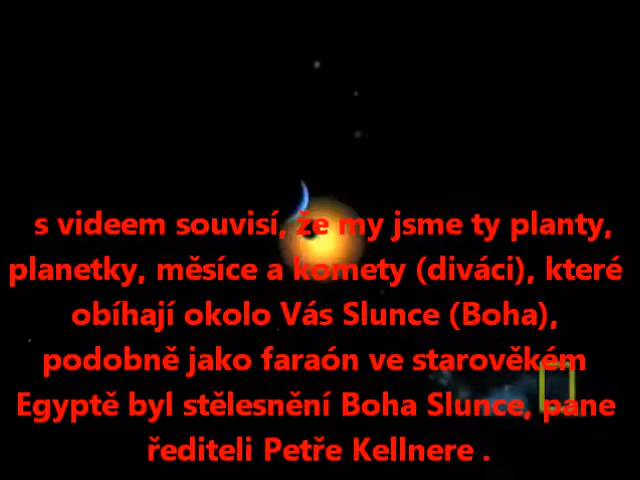 s videem souvisí, že my jsme ty planty,
planetky, měsíce a komety (diváci), které
obíhají okolo Vás Slunce (Boha),
podobně jako faraón ve starověkém
Egyptě byl stělesnění Boha Slunce, pane
řediteli Petře Kellnere .